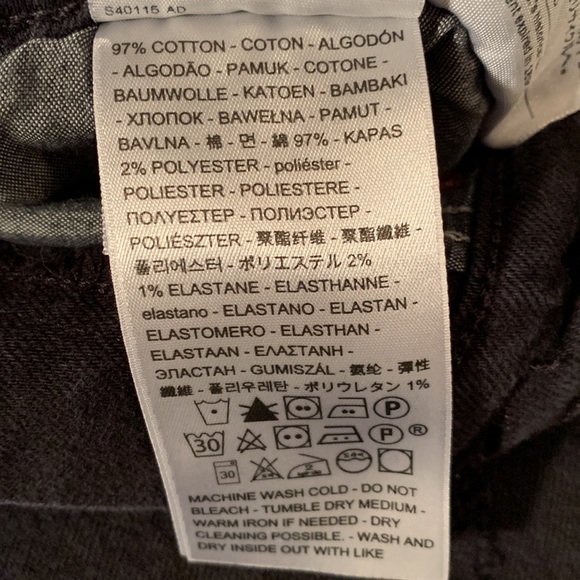 S40115 AD
97% COTTON - COTON - ALGODÓN
- ALGODÃO - PAMUK - COTONE -
BAUMWOLLE - KATOEN - BAMBAKI
- ХЛОПОК - BAWEŁNA - PAMUT -
BAVLNA - 棉 - 면 - 綿 97% - KAPAS
2% POLYESTER - poliéster -
POLIESTER - POLIESTERE -
ПОЛУЕСТЕР - ПОЛИЭСТЕР -
POLIÉSZTER - 聚酯纤维 - 聚酯纖維 -
폴리에스터 - ポリエステル 2%
1% ELASTANE - ELASTHANNE -
elastano - ELASTANO - ELASTAN -
ELASTOMERO - ELASTHAN -
ELASTAAN - ΕΛΑΣΤΑΝΗ -
ЭЛАСТАН - GUMISZÁL - 氨纶 - 彈性
纖維 - 폴리우레탄 - ポリウレタン 1%
P
30 P ®
30
MACHINE WASH COLD - DO NOT
BLEACH - TUMBLE DRY MEDIUM -
WARM IRON IF NEEDED - DRY
CLEANING POSSIBLE. - WASH AND
DRY INSIDE OUT WITH LIKE